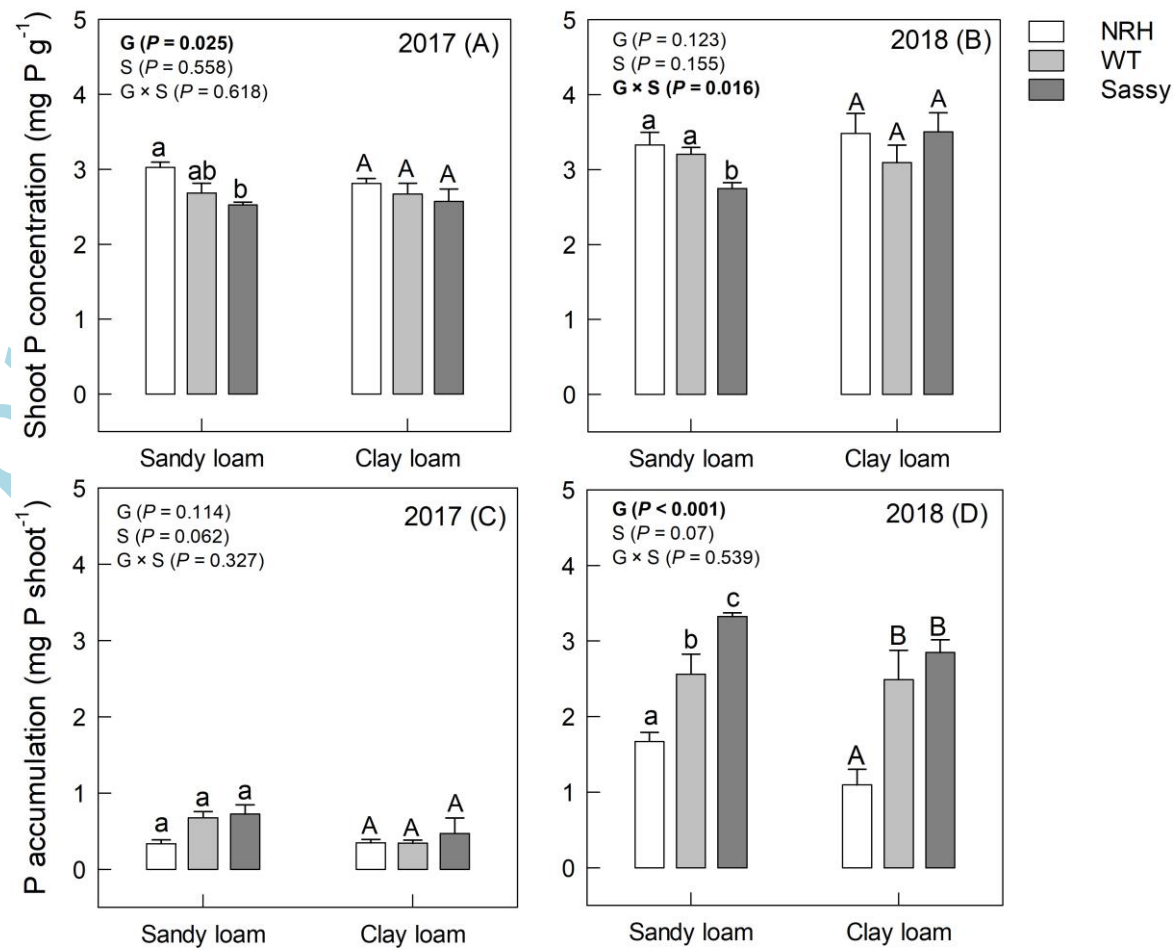 Shoot P concentration (mg P g⁻¹)
5
4
3
2
1
0
G (P = 0.025)
S (P = 0.558)
G × S (P = 0.618)
2017 (A)
a
ab
b
A
A
A
Sandy loam
Clay loam
5
4
3
2
1
0
G (P = 0.123)
S (P = 0.155)
G × S (P = 0.016)
2018 (B)
a
a
b
A
A
A
Sandy loam
Clay loam
NRH
WT
Sassy
P accumulation (mg P shoot⁻¹)
5
4
3
2
1
0
G (P = 0.114)
S (P = 0.062)
G × S (P = 0.327)
2017 (C)
a
a
a
A
A
A
Sandy loam
Clay loam
5
4
3
2
1
0
G (P < 0.001)
S (P = 0.07)
G × S (P = 0.539)
2018 (D)
a
b
c
A
B
B
Sandy loam
Clay loam